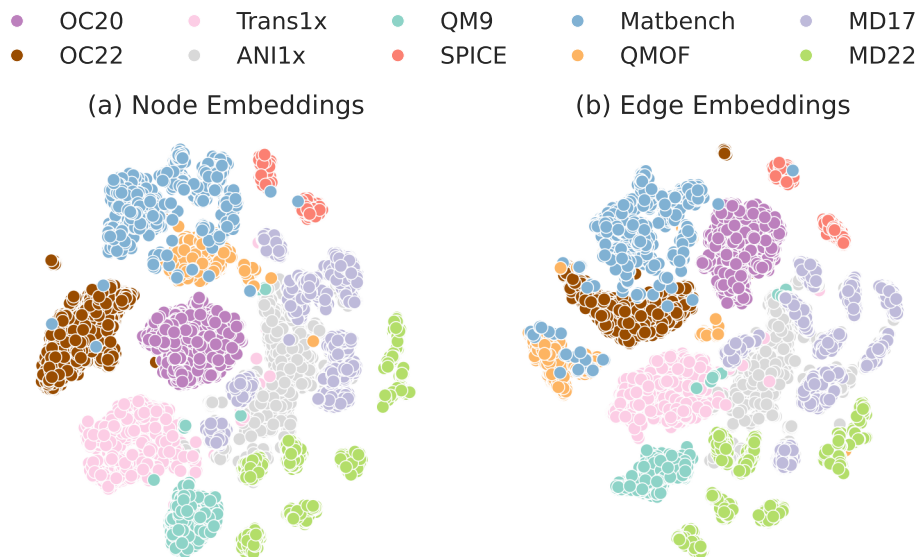 OC20 Trans1x QM9 Matbench MD17
OC22 ANI1x SPICE QMOF MD22
(a) Node Embeddings (b) Edge Embeddings